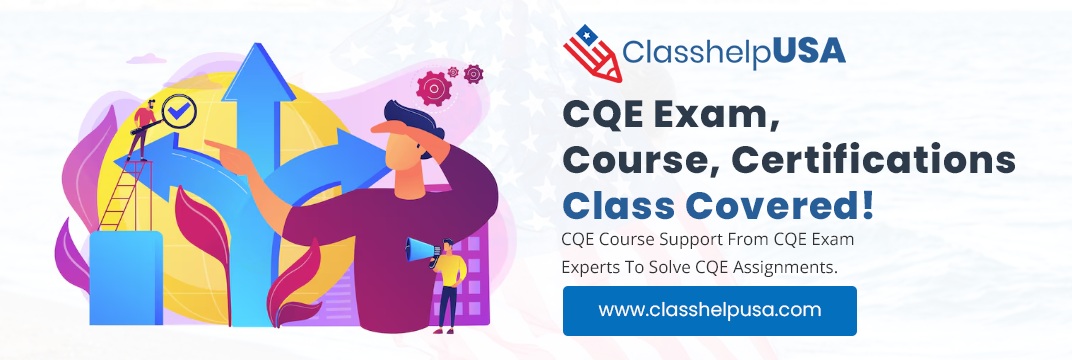 ClasshelpUSA
CQE Exam,
Course, Certifications
Class Covered!
CQE Course Support From CQE Exam
Experts To Solve CQE Assignments.
www.classhelpusa.com